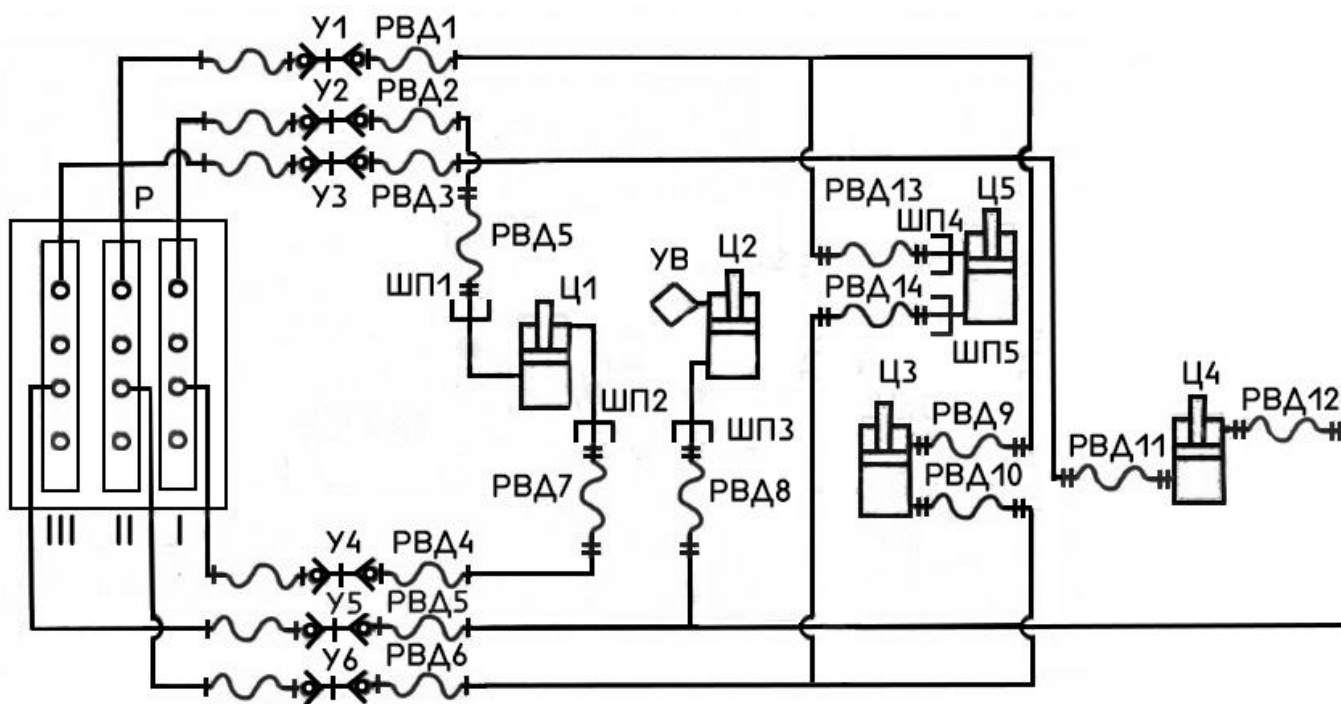 У1 РВД1
У2 РВД2
У3 РВД3
Р
РВД5
ШП1
Ц1
УВ
Ц2
РВД13
ШП4
Ц5
РВД14
ШП5
Ц3
РВД9
РВД10
Ц4
РВД12
РВД11
ШП2
ШП3
РВД7
РВД8
III II I
У4 РВД4
У5 РВД5
У6 РВД6